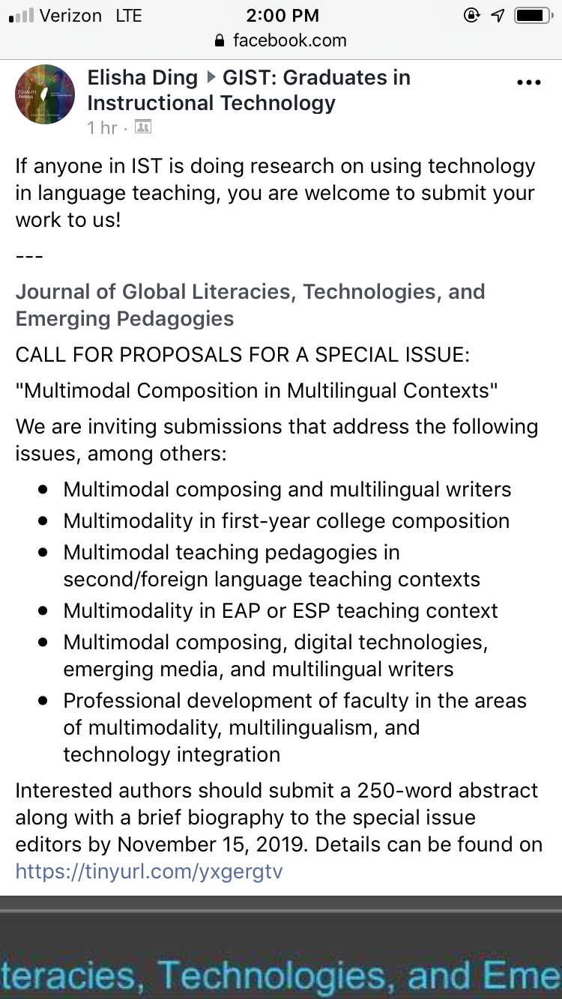 Verizon LTE 2:00 PM
facebook.com
Elisha Ding ▸ GIST: Graduates in
Instructional Technology
1 hr ·
If anyone in IST is doing research on using technology
in language teaching, you are welcome to submit your
work to us!
---
Journal of Global Literacies, Technologies, and
Emerging Pedagogies
CALL FOR PROPOSALS FOR A SPECIAL ISSUE:
"Multimodal Composition in Multilingual Contexts"
We are inviting submissions that address the following
issues, among others:
• Multimodal composing and multilingual writers
• Multimodality in first-year college composition
• Multimodal teaching pedagogies in
second/foreign language teaching contexts
• Multimodality in EAP or ESP teaching context
• Multimodal composing, digital technologies,
emerging media, and multilingual writers
• Professional development of faculty in the areas
of multimodality, multilingualism, and
technology integration
Interested authors should submit a 250-word abstract
along with a brief biography to the special issue
editors by November 15, 2019. Details can be found on
https://tinyurl.com/yxgergtv
teracies, Technologies, and Eme